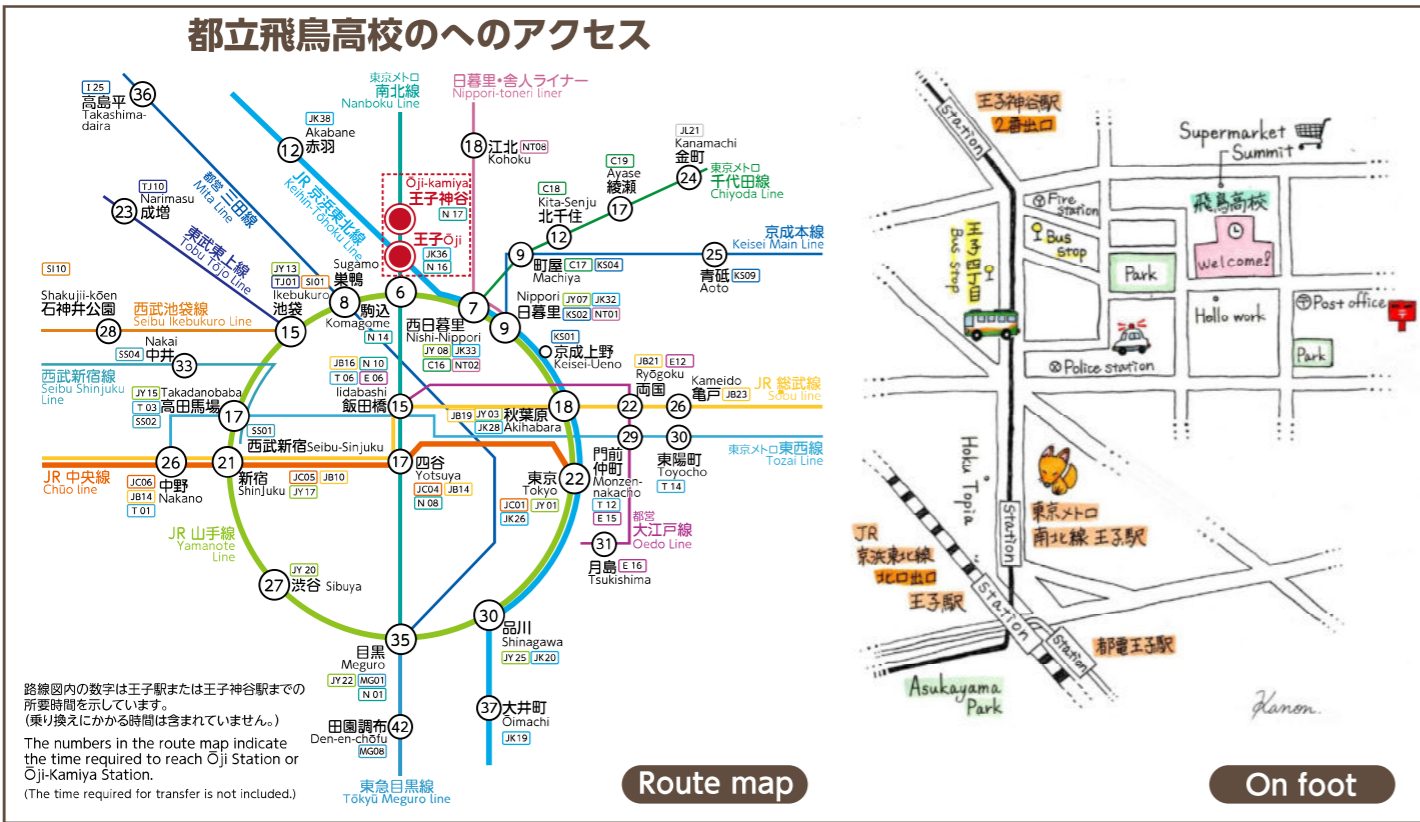 都立飛鳥高校のへのアクセス
I 25
36
高島平
Takashima-
daira
JK38
Akabane
12
赤羽
東京メトロ
南北線
Nanboku Line
日暮里・舎人ライナー
Nippori-toneri liner
18
江北 NT08
Kohoku
JL21
Kanamachi
金町
24
東京メトロ
千代田線
Chiyoda Line
C19
Ayase
綾瀬
17
C18
Kita-Senju
北千住
12
TJ10
Narimasu
23
成増
都営 三田線
Mita Line
JR 京浜東北線
Keihin-Tōhoku Line
東武東上線
Tobu Tōjō Line
Ōji-kamiya
王子神谷
N 17
王子 Ōji
JK36
N 16
京成本線
Keisei Main Line
25
青砥 KS09
Aoto
9
町屋 C17 KS04
Machiya
SI10
Shakujii-kōen
石神井公園
28
西武池袋線
Seibu Ikebukuro Line
JY13
TJ01 SI01
Ikebukuro
池袋
15
Sugamo
巣鴨
8
6
駒込
Komagome
N 14
7
西日暮里
Nishi-Nippori
JY 08 JK33
C16 NT02
Nippori JY07 JK32
日暮里 KS02 NT01
9
KS01
京成上野
Keisei-Ueno
Nakai
SS04 中井
33
西武新宿線
Seibu Shinjuku
Line
JY15 Takadanobaba
T 03 高田馬場
SS02
17
SS01
西武新宿 Seibu-Sinjuku
JB16 N 10
T 06 E 06
Iidabashi
飯田橋
15
JB19 JY03 秋葉原
JK28 Akihabara
18
JB21 E12
Ryōgoku
両国
22
Kameido
亀戸 JB23
26
JR 総武線
Sobu line
29
30
東京メトロ 東西線
Tozai Line
東陽町
Toyocho
T 14
門前
仲町
Monzen-
nakacho
T 12
E 15
JR 中央線
Chūo line
26
JC06 中野
JB14 Nakano
T 01
21
新宿 JC05 JB10
ShinJuku JY17
17
四谷
Yotsuya
JC04 JB14
N 08
東京
Tokyo
22
JC01 JY01
JK26
都営
大江戸線
Oedo Line
31
月島 E 16
Tsukishima
JR 山手線
Yamanote
Line
JY 20
27
渋谷 Sibuya
35
目黒
Meguro
JY22 MG01
N 01
30
品川
Shinagawa
JY 25 JK20
37
大井町
Ōimachi
JK19
田園調布
Den-en-chōfu
MG08
42
東急目黒線
Tōkyū Meguro line
路線図内の数字は王子駅または王子神谷駅までの
所要時間を示しています。
（乗り換えにかかる時間は含まれていません。）
The numbers in the route map indicate
the time required to reach Ōji Station or
Ōji-Kamiya Station.
(The time required for transfer is not included.)
Route map
王子神谷駅
2番出口
Station
Supermarket
Summit
飛鳥高校
Welcome!
Fire
station
Bus
stop
王子四丁目
Bus stop
Park
Hello work
Post office
Park
Police station
Hoku Topia
Station
東京メトロ
南北線 王子駅
JR
京浜東北線
北口出口
王子駅
Station
Station
都電王子駅
Asukayama
Park
Kanon.
On foot